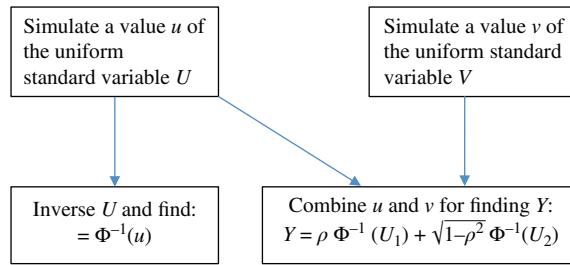 Simulate a value u of
the uniform
standard variable U
Simulate a value v of
the uniform standard
variable V
Inverse U and find:
= Φ⁻¹(u)
Combine u and v for finding Y:
Y = ρ Φ⁻¹ (U₁) + √1–ρ² Φ⁻¹(U₂)